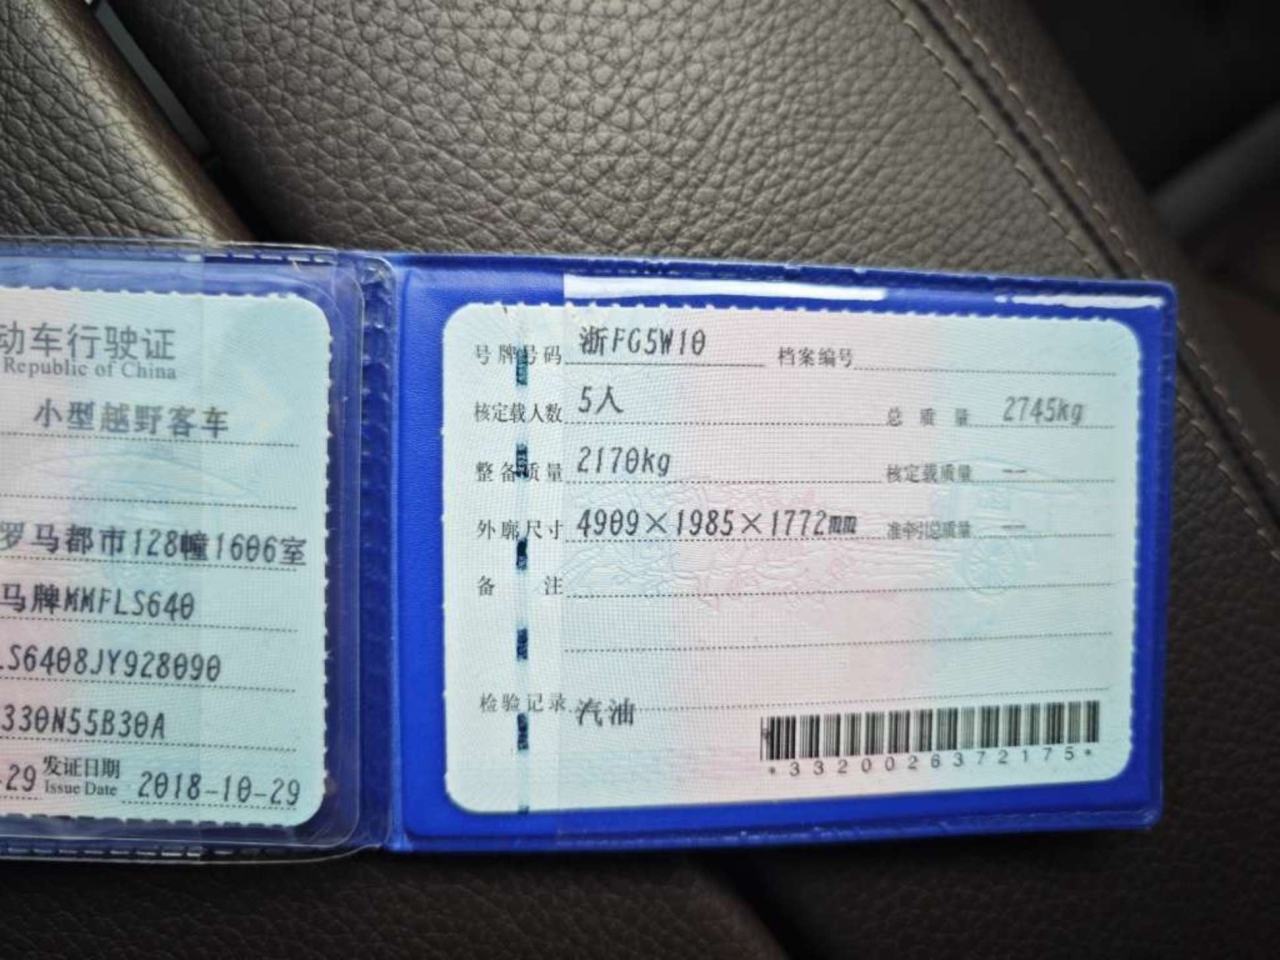 动车行驶证
Republic of China
小型越野客车
罗马都市128幢1606室
马牌MMFLS640
LS6408JY928090
330N55B30A
-29 发证日期 Issue Date 2018-10-29
号牌号码 浙FG5W10 档案编号
核定载人数 5人 总质量 2745kg
整备质量 2170kg 核定载质量 --
外廓尺寸 4909×1985×1772mm 准牵引总质量 --
备注
检验记录 汽油
*3320026372175*